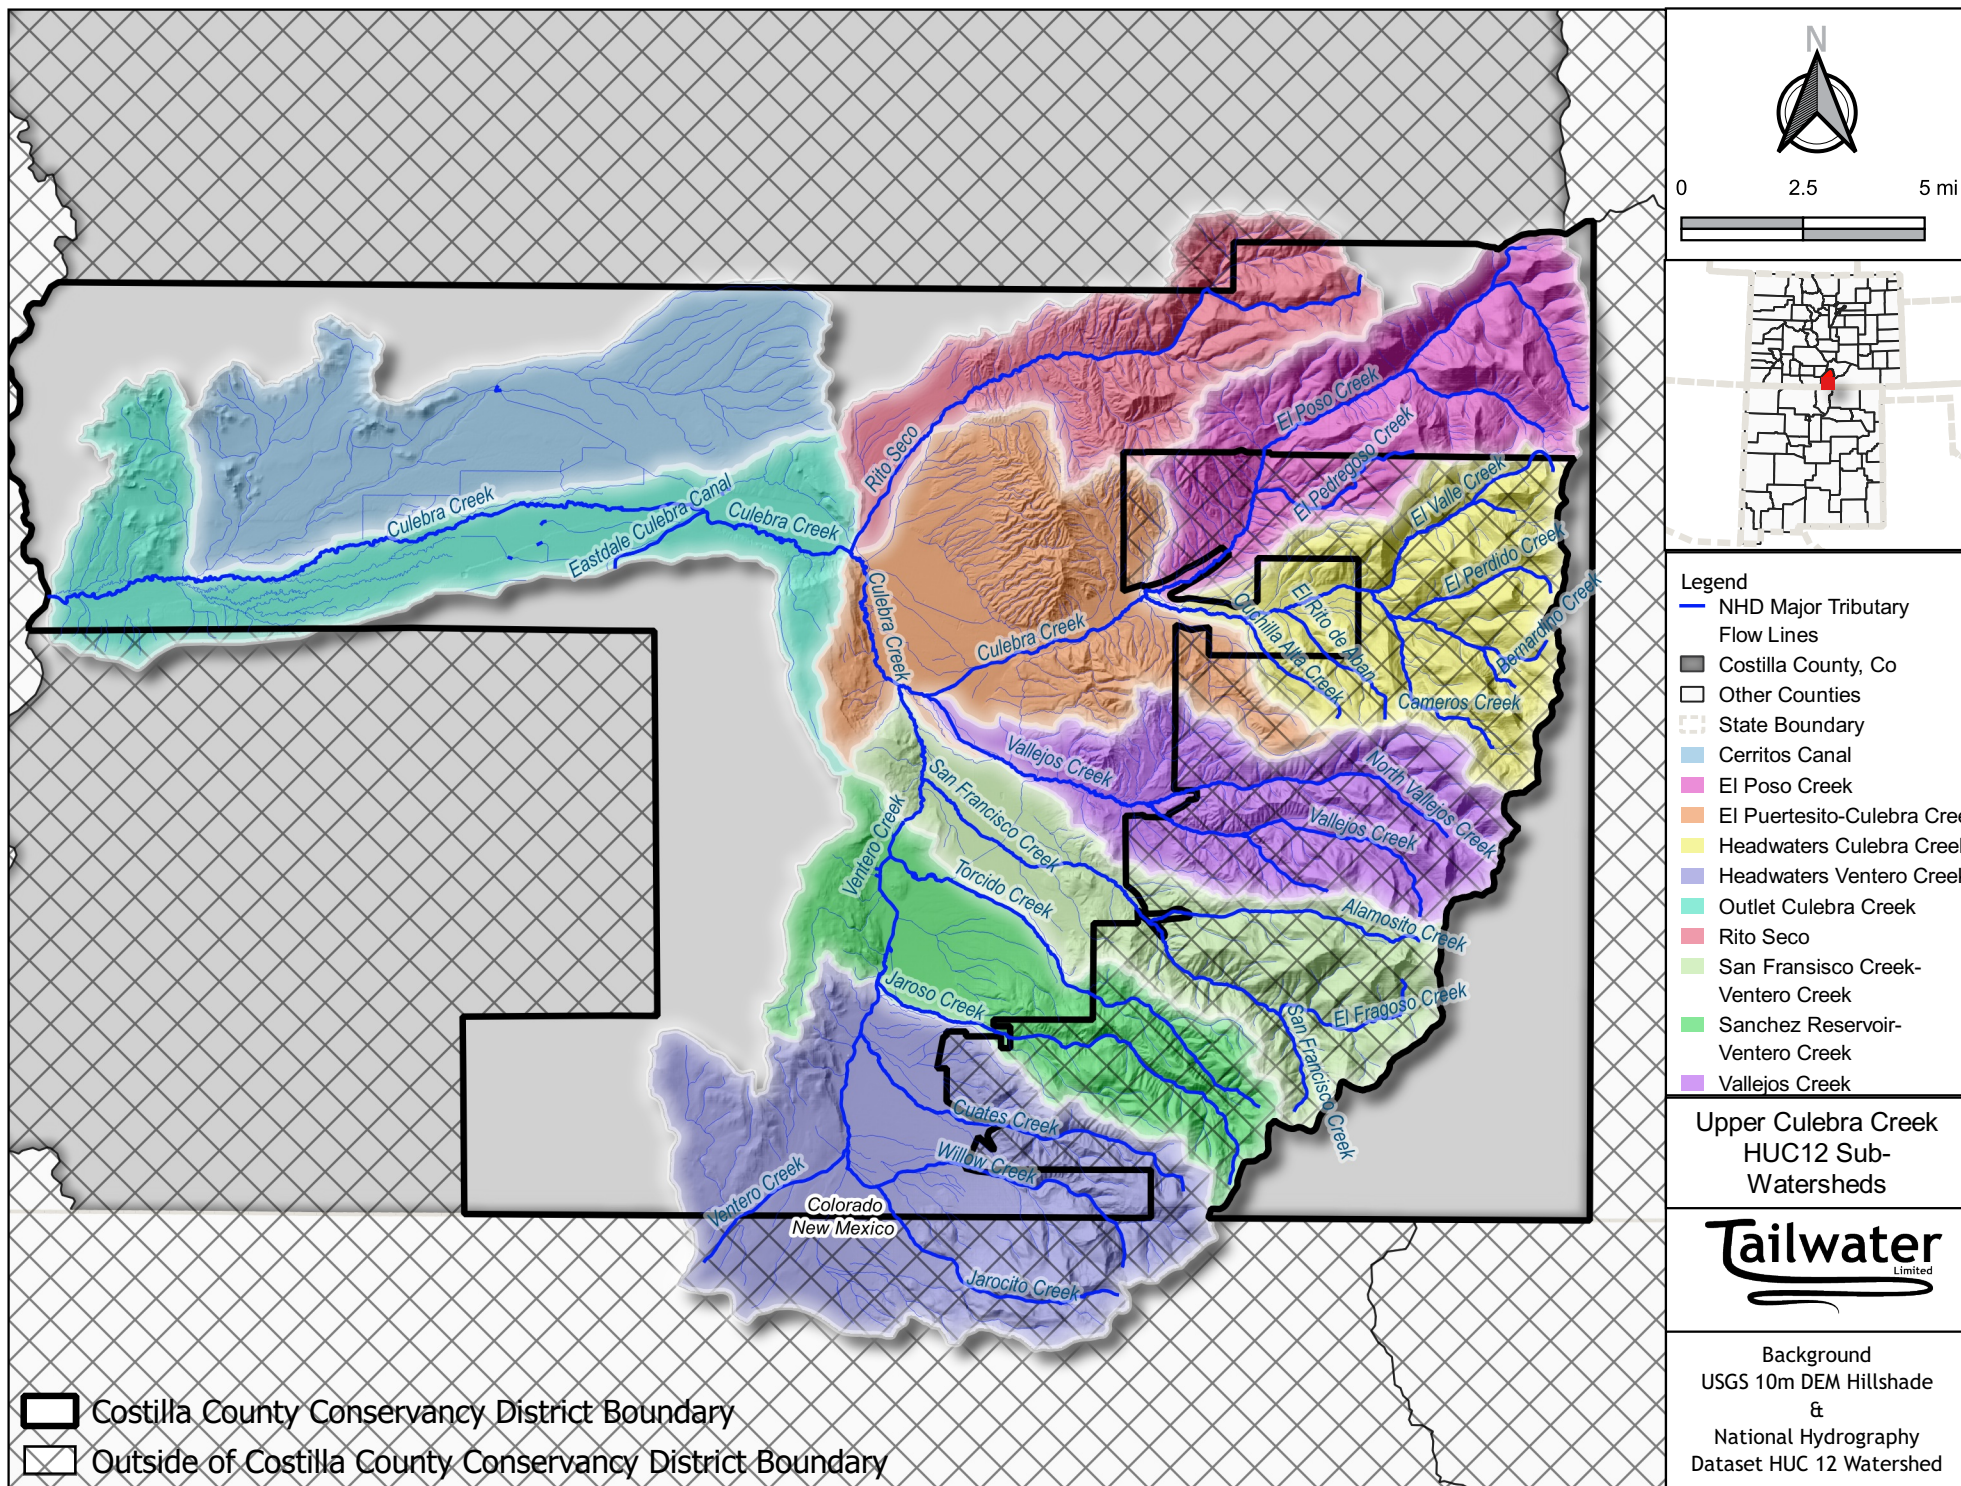 N
0 2.5 5 mi
Legend
NHD Major Tributary
Flow Lines
Costilla County, Co
Other Counties
State Boundary
Cerritos Canal
El Poso Creek
El Puertesito-Culebra Cree
Headwaters Culebra Creek
Headwaters Ventero Creek
Outlet Culebra Creek
Rito Seco
San Fransisco Creek-
Ventero Creek
Sanchez Reservoir-
Ventero Creek
Vallejos Creek
Upper Culebra Creek
HUC12 Sub-
Watersheds
Tailwater
Limited
Background
USGS 10m DEM Hillshade
&
National Hydrography
Dataset HUC 12 Watershed
El Poso Creek
El Pedregoso Creek
Rito Seco
El Valle Creek
Culebra Creek
Eastdale Culebra Canal
Culebra Creek
El Perdido Creek
Culebra Creek
Culebra Creek
Cuchilla Alta Creek
El Rito de Aban
Bernardino Creek
Cameros Creek
Vallejos Creek
North Vallejos Creek
San Francisco Creek
Vallejos Creek
Ventero Creek
Torcido Creek
Alamosito Creek
Jaroso Creek
El Fragoso Creek
San Francisco Creek
Cuates Creek
Willow Creek
Ventero Creek
Colorado
New Mexico
Jarocito Creek
Costilla County Conservancy District Boundary
Outside of Costilla County Conservancy District Boundary